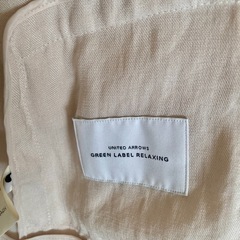 UNITED ARROWS
GREEN LABEL RELAXING